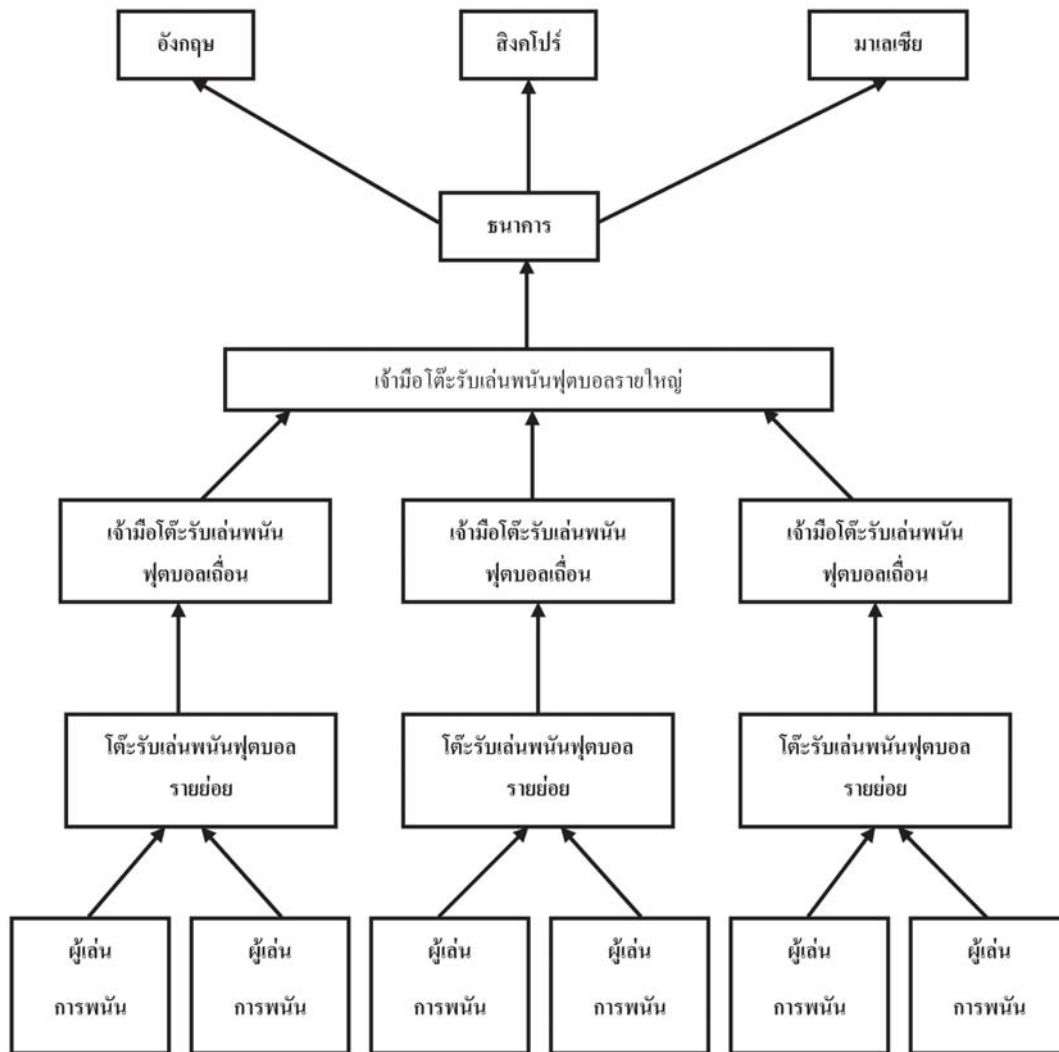 อังกฤษ
สิงคโปร์
มาเลเซีย
ธนาคาร
เจ้ามือโต๊ะรับเล่นพนันฟุตบอลรายใหญ่
เจ้ามือโต๊ะรับเล่นพนัน
ฟุตบอลเถื่อน
เจ้ามือโต๊ะรับเล่นพนัน
ฟุตบอลเถื่อน
เจ้ามือโต๊ะรับเล่นพนัน
ฟุตบอลเถื่อน
โต๊ะรับเล่นพนันฟุตบอล
รายย่อย
โต๊ะรับเล่นพนันฟุตบอล
รายย่อย
โต๊ะรับเล่นพนันฟุตบอล
รายย่อย
ผู้เล่น
การพนัน
ผู้เล่น
การพนัน
ผู้เล่น
การพนัน
ผู้เล่น
การพนัน
ผู้เล่น
การพนัน
ผู้เล่น
การพนัน